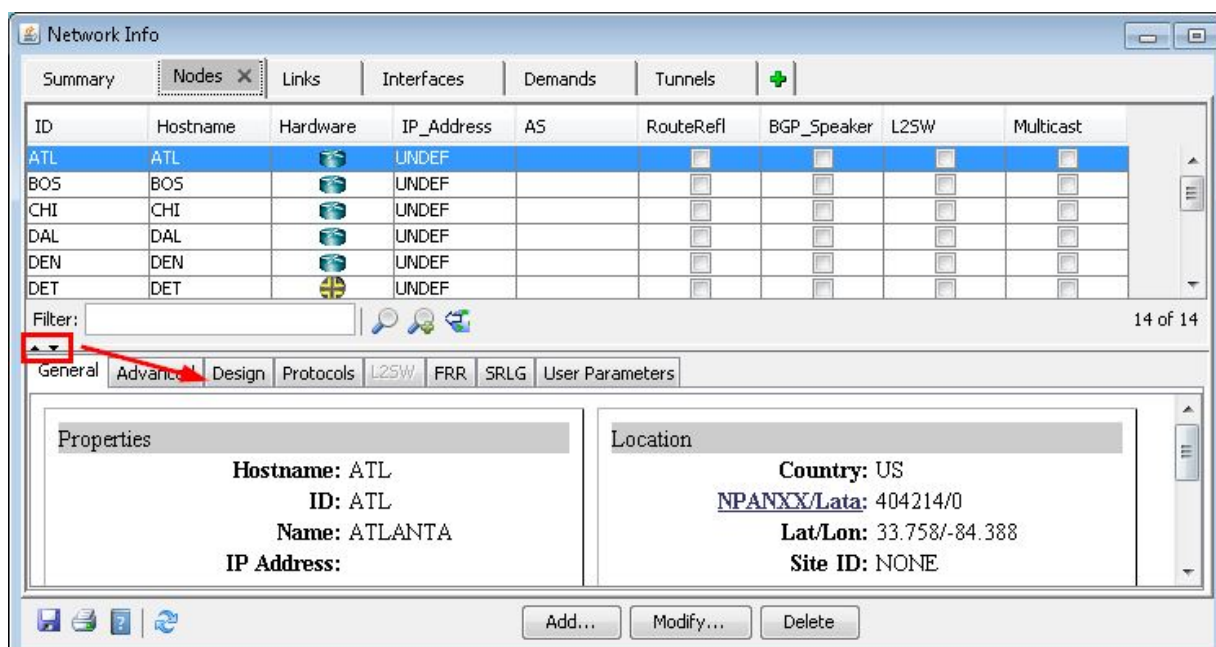 Network Info
Summary Nodes Links Interfaces Demands Tunnels
ID Hostname Hardware IP_Address AS RouteRefl BGP_Speaker L2SW Multicast
ATL ATL UNDEF
BOS BOS UNDEF
CHI CHI UNDEF
DAL DAL UNDEF
DEN DEN UNDEF
DET DET UNDEF
Filter: 14 of 14
General Advanced Design Protocols L2SW FRR SRLG User Parameters
Properties Location
Hostname: ATL Country: US
ID: ATL NPANXX/Lata: 404214/0
Name: ATLANTA Lat/Lon: 33.758/-84.388
IP Address: Site ID: NONE
Add... Modify... Delete